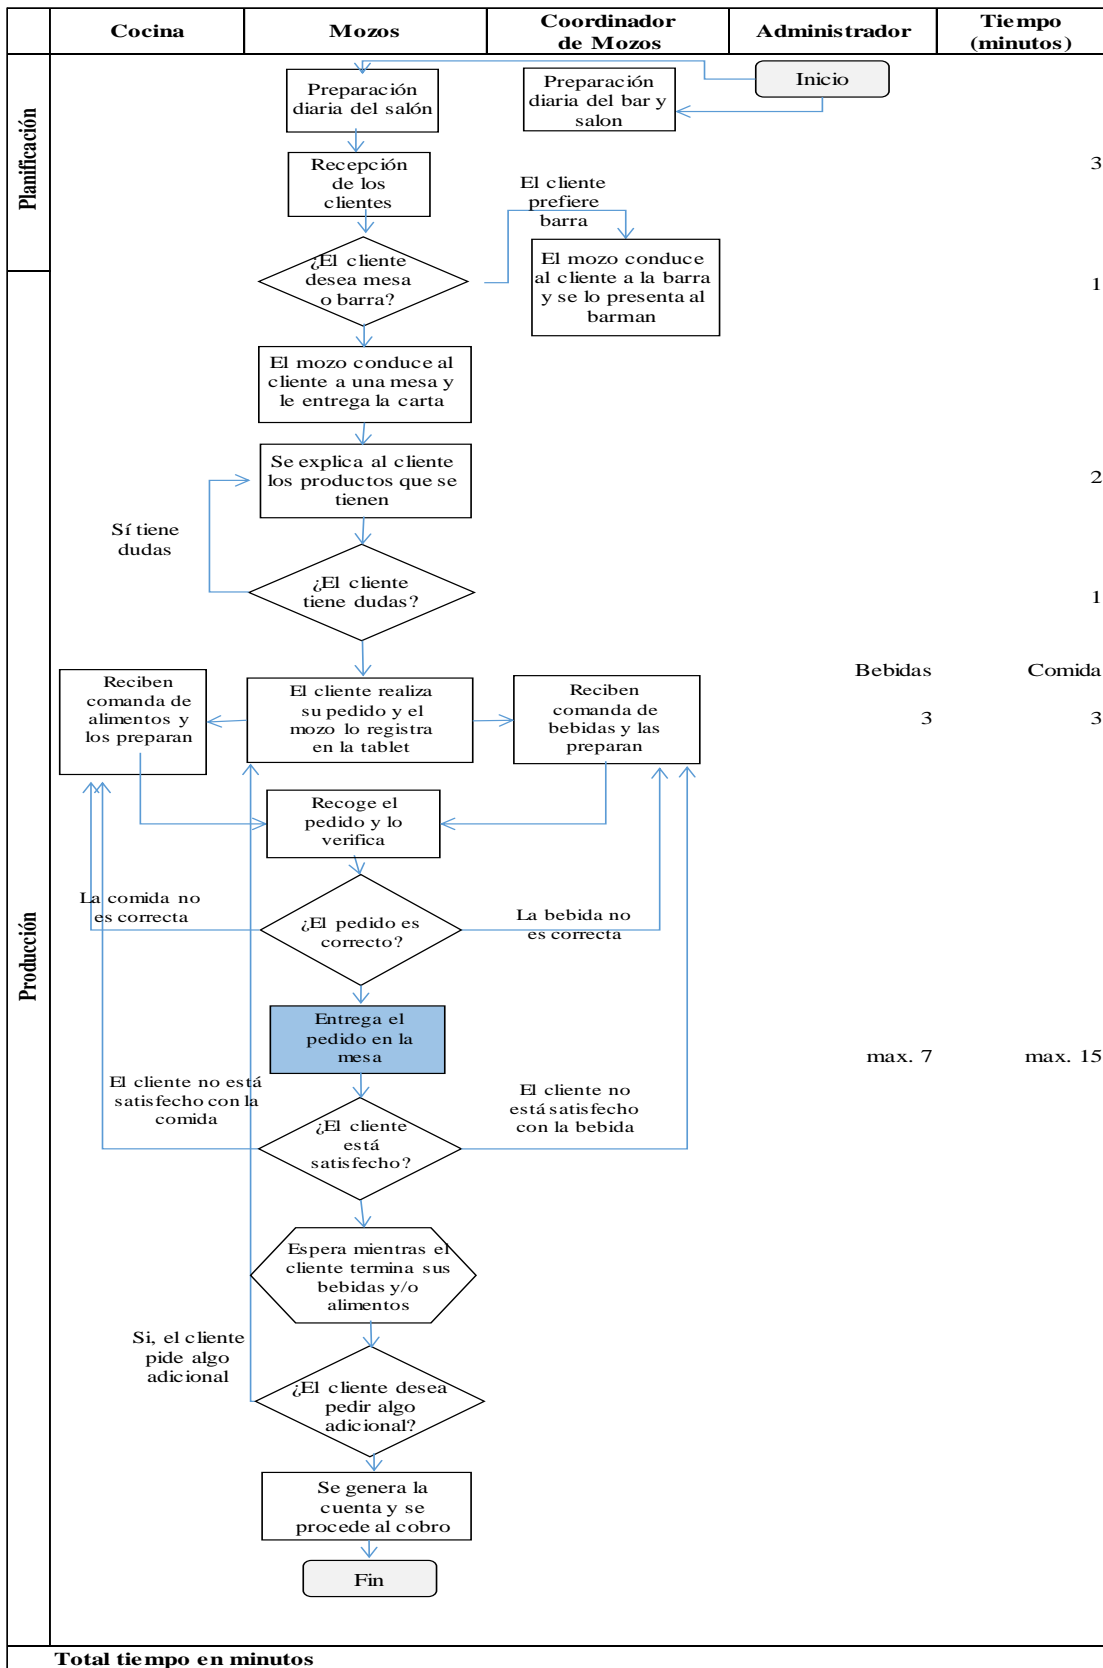 Cocina
Mozos
Coordinador
de Mozos
Administrador
Tiempo
(minutos)
Planificación
Inicio
Preparación
diaria del salón
Preparación
diaria del bar y
salon
Recepción
de los
clientes
3
El cliente
prefiere
barra
¿El cliente
desea mesa
o barra?
El mozo conduce
al cliente a la barra
y se lo presenta al
barman
1
Producción
El mozo conduce al
cliente a una mesa y
le entrega la carta
Se explica al cliente
los productos que se
tienen
2
Sí tiene
dudas
¿El cliente
tiene dudas?
1
Bebidas
Comida
Reciben
comanda de
alimentos y
los preparan
El cliente realiza
su pedido y el
mozo lo registra
en la tablet
Reciben
comanda de
bebidas y las
preparan
3
3
Recoge el
pedido y lo
verifica
La comida no
es correcta
¿El pedido es
correcto?
La bebida no
es correcta
Entrega el
pedido en la
mesa
max. 7
max. 15
El cliente no está
satisfecho con la
comida
¿El cliente
está
satisfecho?
El cliente no
está satisfecho
con la bebida
Espera mientras el
cliente termina sus
bebidas y/o
alimentos
Si, el cliente
pide algo
adicional
¿El cliente desea
pedir algo
adicional?
Se genera la
cuenta y se
procede al cobro
Fin
Total tiempo en minutos